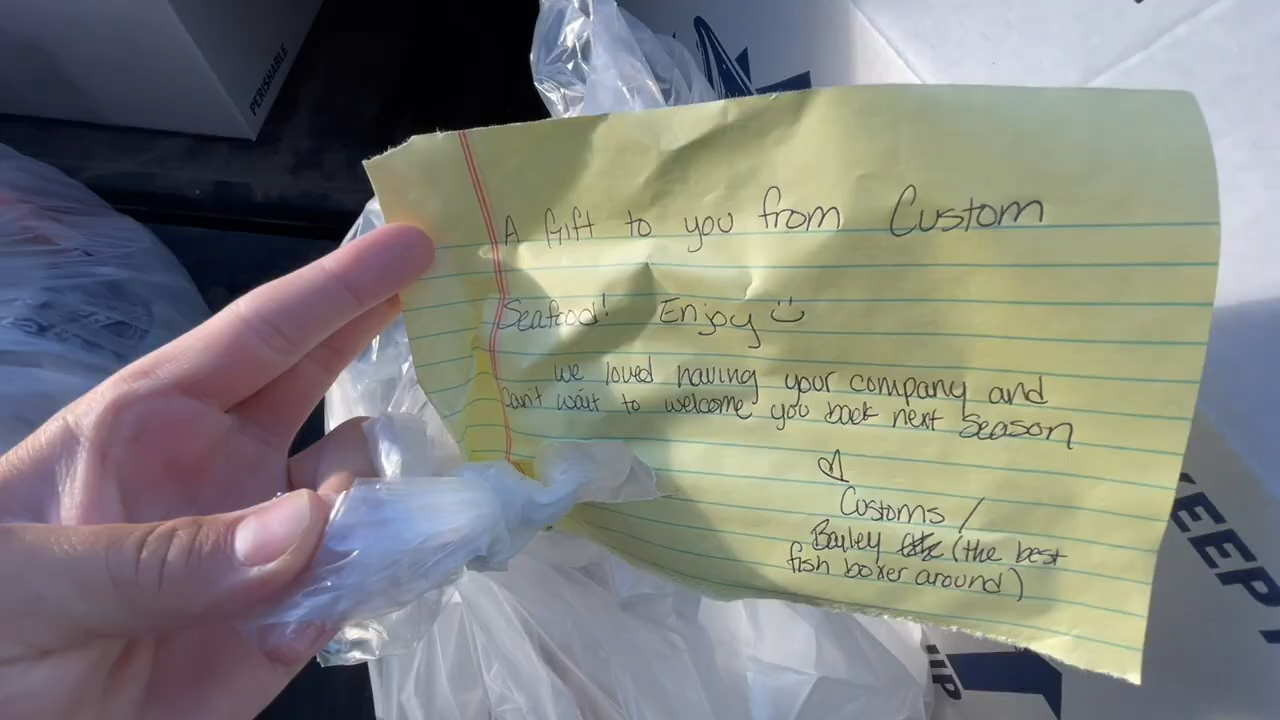 PERISHABLE
A Gift to you from Custom
Seafood! Enjoy :)
we loved having your company and
can't wait to welcome you back next Season
♡
Customs /
Bailey (the best
fish boxer around)
KEEP